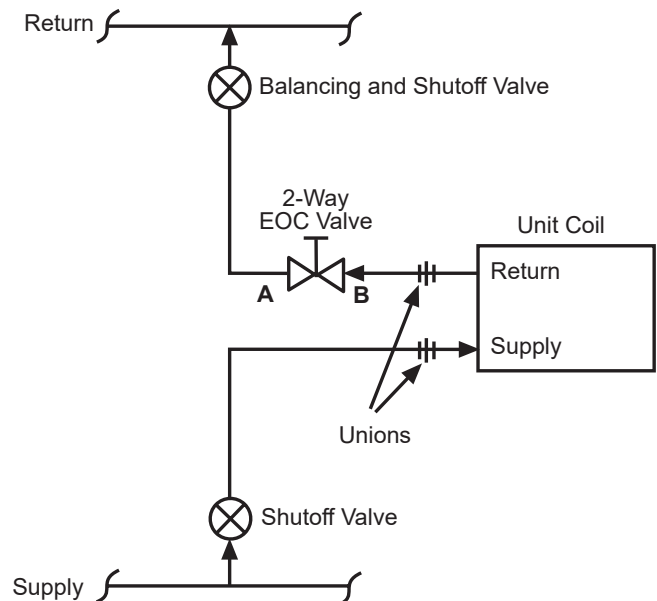 Return
Balancing and Shutoff Valve
2-Way
EOC Valve
Unit Coil
A
B
Return
Supply
Unions
Shutoff Valve
Supply